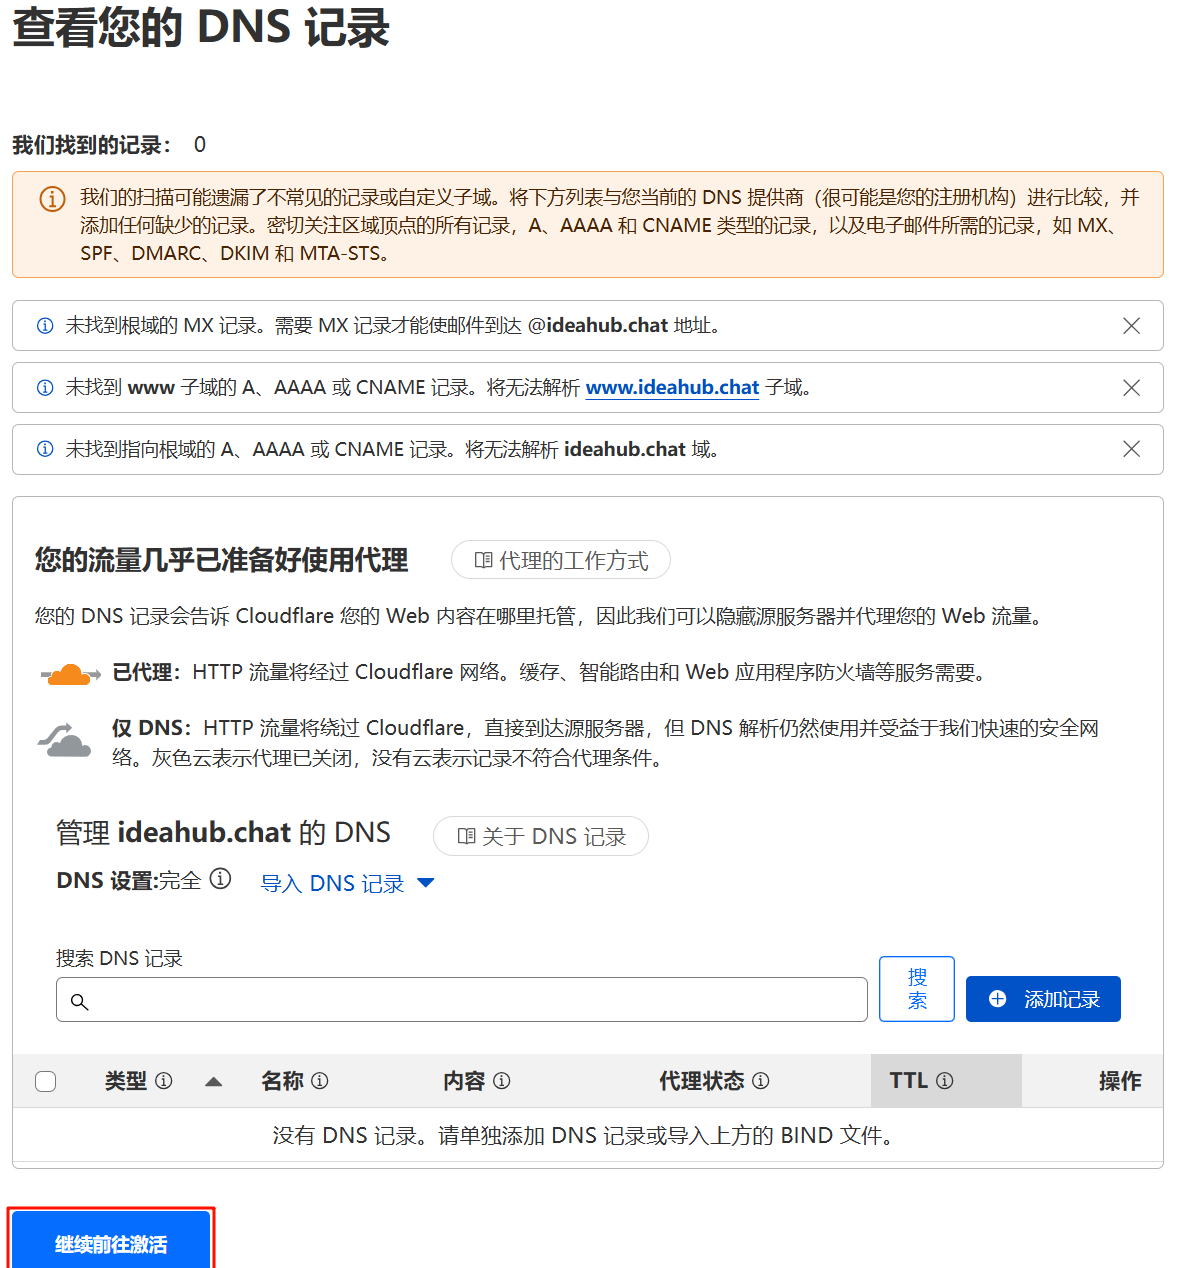 查看您的 DNS 记录
我们找到的记录： 0
我们的扫描可能遗漏了不常见的记录或自定义子域。将下方列表与您当前的 DNS 提供商（很可能是您的注册机构）进行比较，并
添加任何缺少的记录。密切关注区域顶点的所有记录，A、AAAA 和 CNAME 类型的记录，以及电子邮件所需的记录，如 MX、
SPF、DMARC、DKIM 和 MTA-STS。
未找到根域的 MX 记录。需要 MX 记录才能使邮件到达 @ideahub.chat 地址。
未找到 www 子域的 A、AAAA 或 CNAME 记录。将无法解析 www.ideahub.chat 子域。
未找到指向根域的 A、AAAA 或 CNAME 记录。将无法解析 ideahub.chat 域。
您的流量几乎已准备好使用代理 代理的工作方式
您的 DNS 记录会告诉 Cloudflare 您的 Web 内容在哪里托管，因此我们可以隐藏源服务器并代理您的 Web 流量。
已代理：HTTP 流量将经过 Cloudflare 网络。缓存、智能路由和 Web 应用程序防火墙等服务需要。
仅 DNS：HTTP 流量将绕过 Cloudflare，直接到达源服务器，但 DNS 解析仍然使用并受益于我们快速的安全网
络。灰色云表示代理已关闭，没有云表示记录不符合代理条件。
管理 ideahub.chat 的 DNS 关于 DNS 记录
DNS 设置:完全 导入 DNS 记录
搜索 DNS 记录
搜
索
添加记录
类型 名称 内容 代理状态 TTL 操作
没有 DNS 记录。请单独添加 DNS 记录或导入上方的 BIND 文件。
继续前往激活